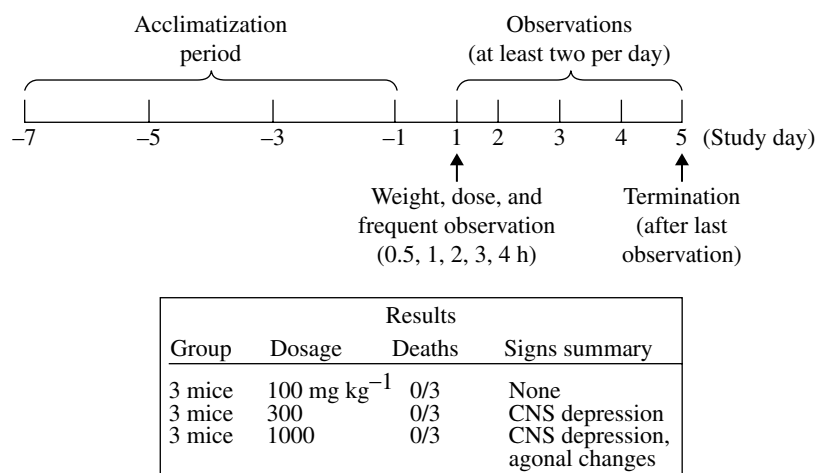 Acclimatization period
Observations (at least two per day)
–7 –5 –3 –1 1 2 3 4 5 (Study day)
Weight, dose, and frequent observation (0.5, 1, 2, 3, 4 h)
Termination (after last observation)
Results
Group Dosage Deaths Signs summary
3 mice 100 mg kg⁻¹ 0/3 None
3 mice 300 0/3 CNS depression
3 mice 1000 0/3 CNS depression,
agonal changes